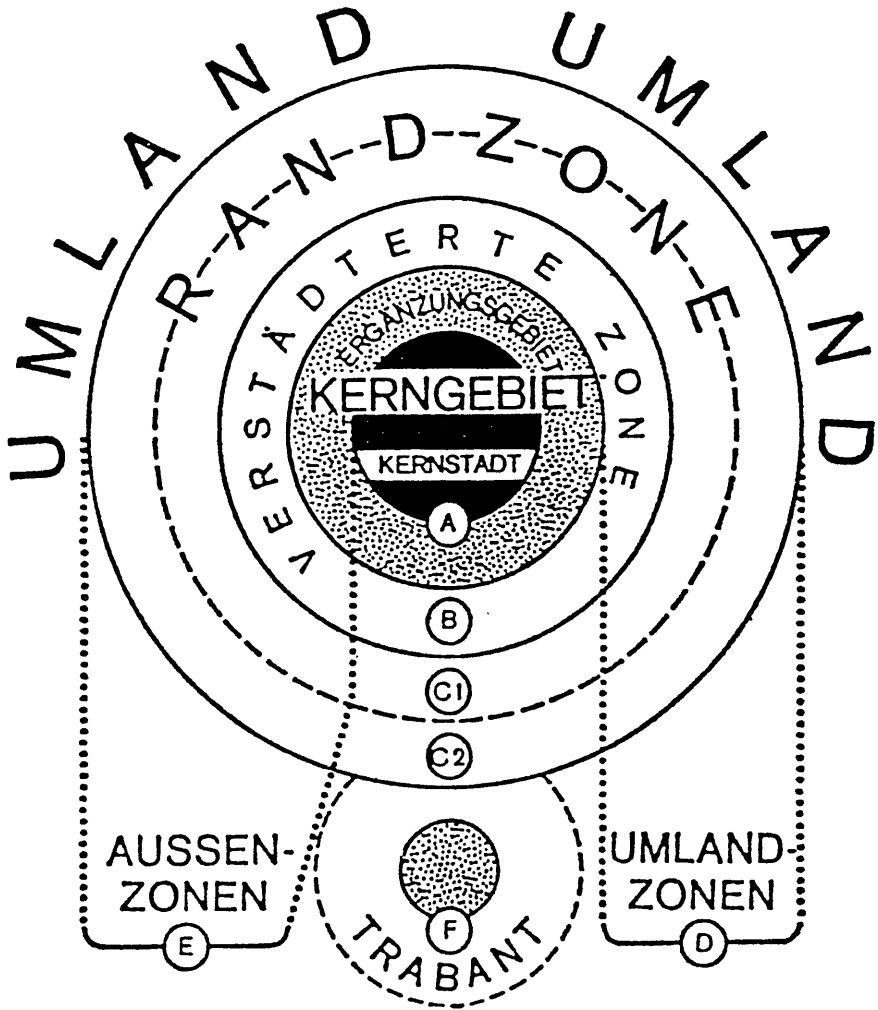 UMLAND UMLAND
RANDZONE
VERSTÄDTERTE ZONE
ERGÄNZUNGSGEBIET
KERNGEBIET
KERNSTADT
A
B
C1
C2
AUSSEN-
ZONEN
E
UMLAND-
ZONEN
D
F
TRABANT